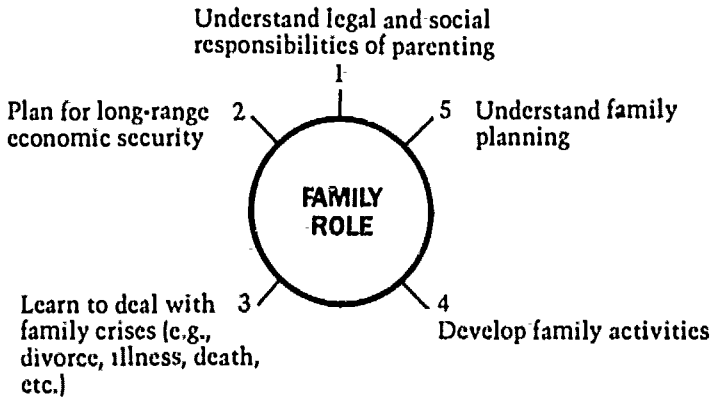 Understand legal and social
responsibilities of parenting
1
Plan for long-range 2
economic security
5 Understand family
planning
FAMILY
ROLE
Learn to deal with 3
family crises (e.g.,
divorce, illness, death,
etc.)
4
Develop family activities